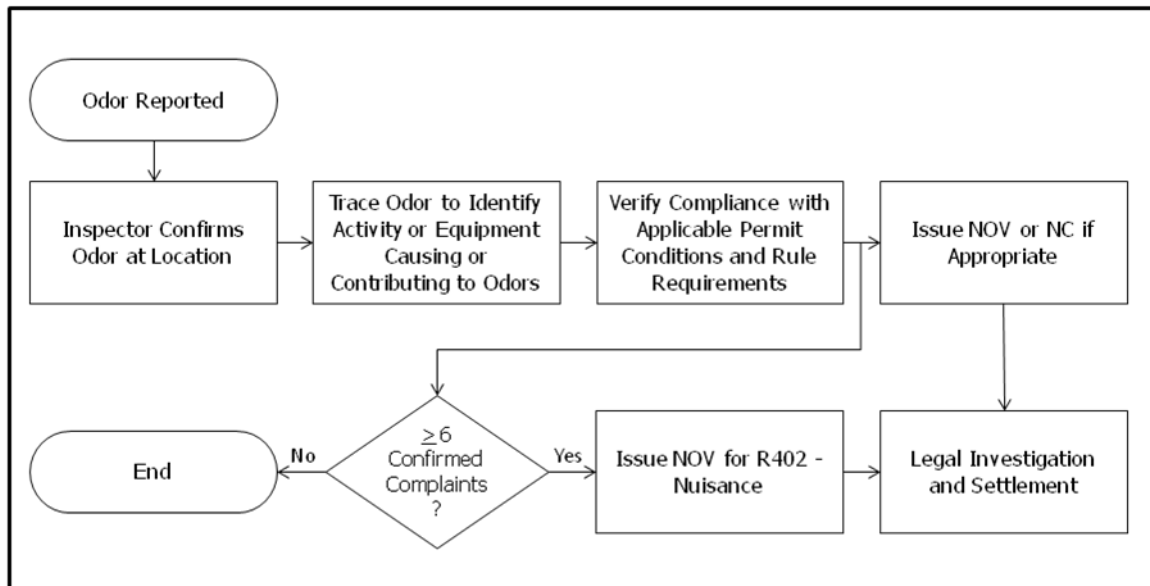 Odor Reported
Inspector Confirms
Odor at Location
Trace Odor to Identify
Activity or Equipment
Causing or
Contributing to Odors
Verify Compliance with
Applicable Permit
Conditions and Rule
Requirements
Issue NOV or NC if
Appropriate
End
No
≥6
Confirmed
Complaints
?
Yes
Issue NOV for R402 -
Nuisance
Legal Investigation
and Settlement